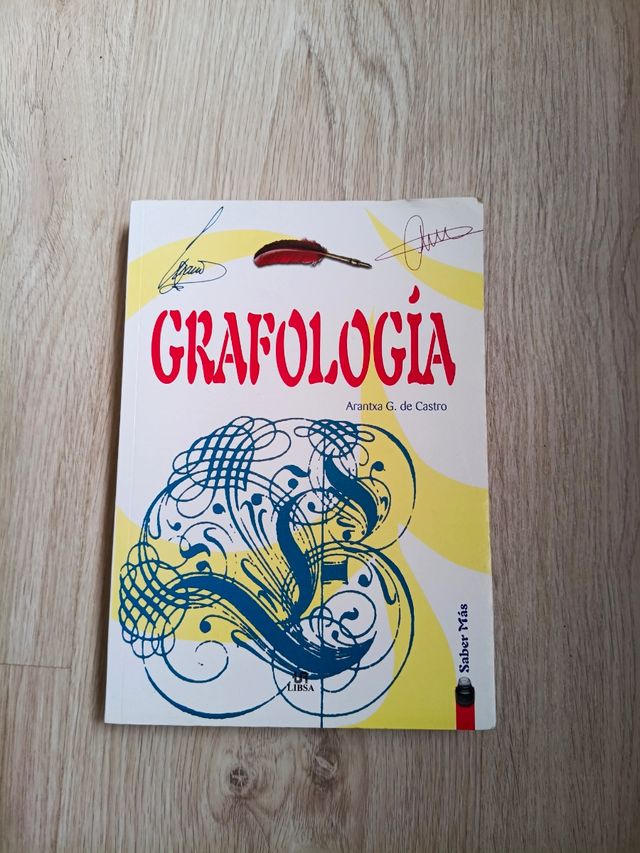 GRAFOLOGÍA
Arantxa G. de Castro
Saber Más
LIBSA